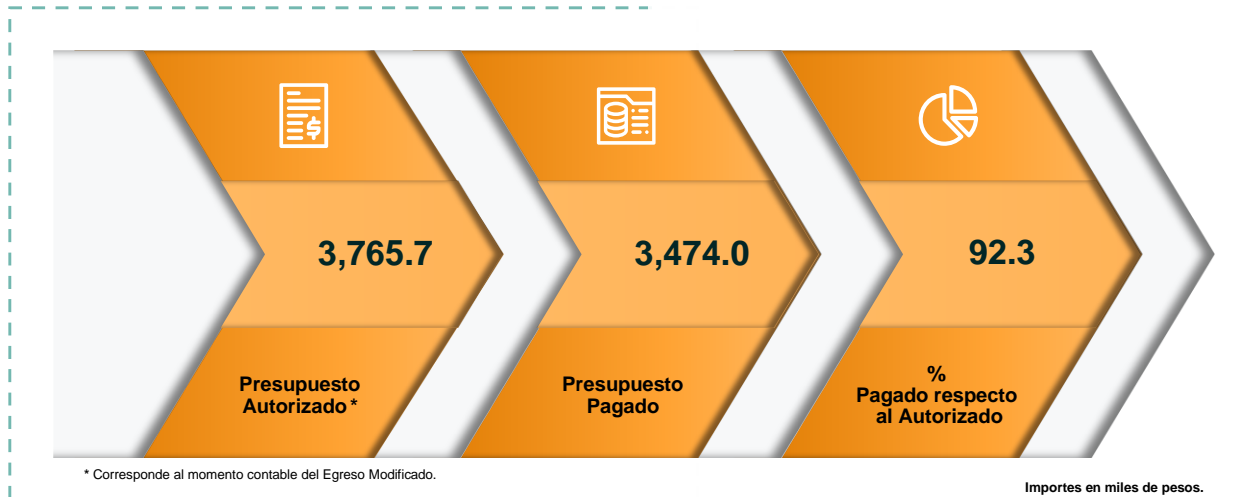 3,765.7
3,474.0
92.3
Presupuesto
Autorizado *
Presupuesto
Pagado
%
Pagado respecto
al Autorizado
* Corresponde al momento contable del Egreso Modificado.
Importes en miles de pesos.